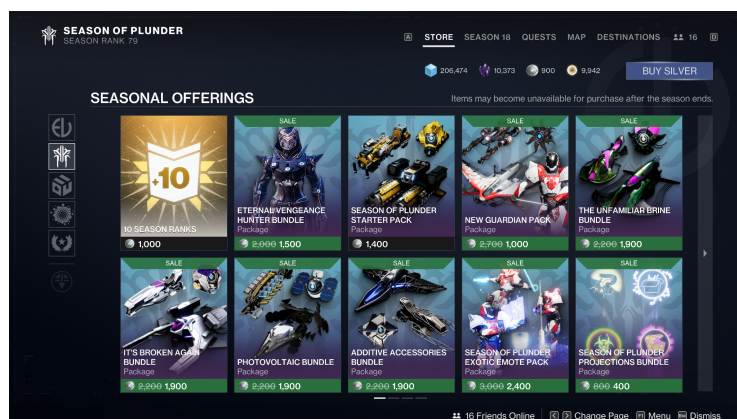 SEASON OF PLUNDER
SEASON RANK 79
A STORE SEASON 18 QUESTS MAP DESTINATIONS 16 D
206,474 10,373 900 9,942 BUY SILVER
SEASONAL OFFERINGS
Items may become unavailable for purchase after the season ends.
+10
10 SEASON RANKS
1,000
SALE
ETERNAL VENGEANCE
HUNTER BUNDLE
Package
2,000 1,500
SEASON OF PLUNDER
STARTER PACK
Package
1,400
SALE
NEW GUARDIAN PACK
Package
2,700 1,000
SALE
THE UNFAMILIAR BRINE
BUNDLE
Package
2,200 1,900
SALE
IT'S BROKEN AGAIN
BUNDLE
Package
2,200 1,900
SALE
PHOTOVOLTAIC BUNDLE
Package
2,200 1,900
SALE
ADDITIVE ACCESSORIES
BUNDLE
Package
2,200 1,900
SALE
SEASON OF PLUNDER
EXOTIC EMOTE PACK
Package
3,000 2,400
SALE
SEASON OF PLUNDER
PROJECTIONS BUNDLE
Package
800 400
16 Friends Online Change Page F1 Menu Dismiss